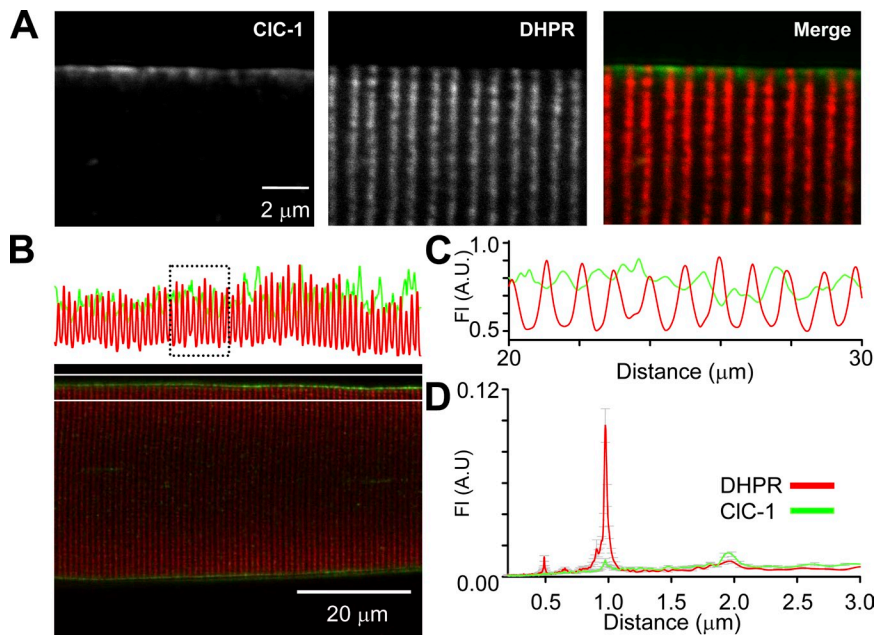 A
ClC-1
DHPR
Merge
2 μm
B
20 μm
C
FI (A.U.)
1.0
0.5
20
30
Distance (μm)
D
FI (A.U)
0.12
0.00
DHPR
ClC-1
0.5
1.0
1.5
2.0
2.5
3.0
Distance (μm)